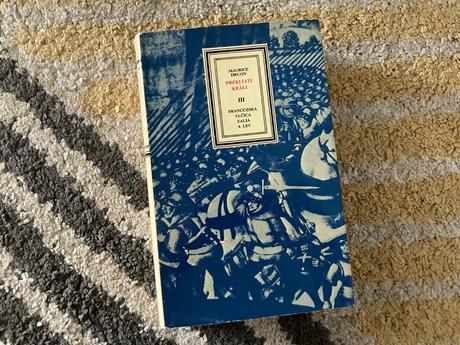 MAURICE
DRUON
PREKLIATI
KRÁLI
III
FRANCÚZSKA
VLČICA
ĽALIA
A LEV